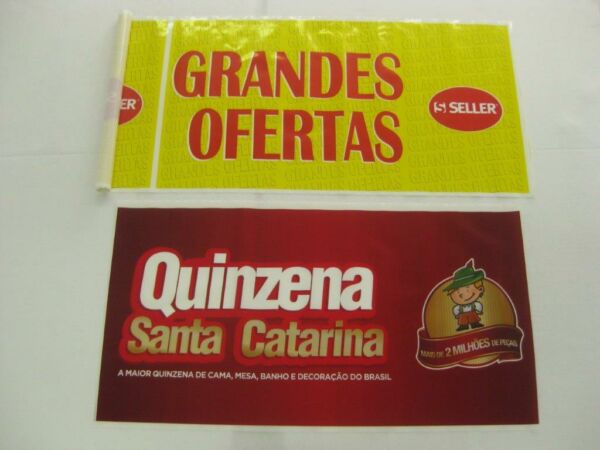 GRANDES
OFERTAS
ER
S SELLER
Quinzena
Santa Catarina
A MAIOR QUINZENA DE CAMA, MESA, BANHO E DECORAÇÃO DO BRASIL
MAIS DE 2 MILHÕES DE PEÇAS